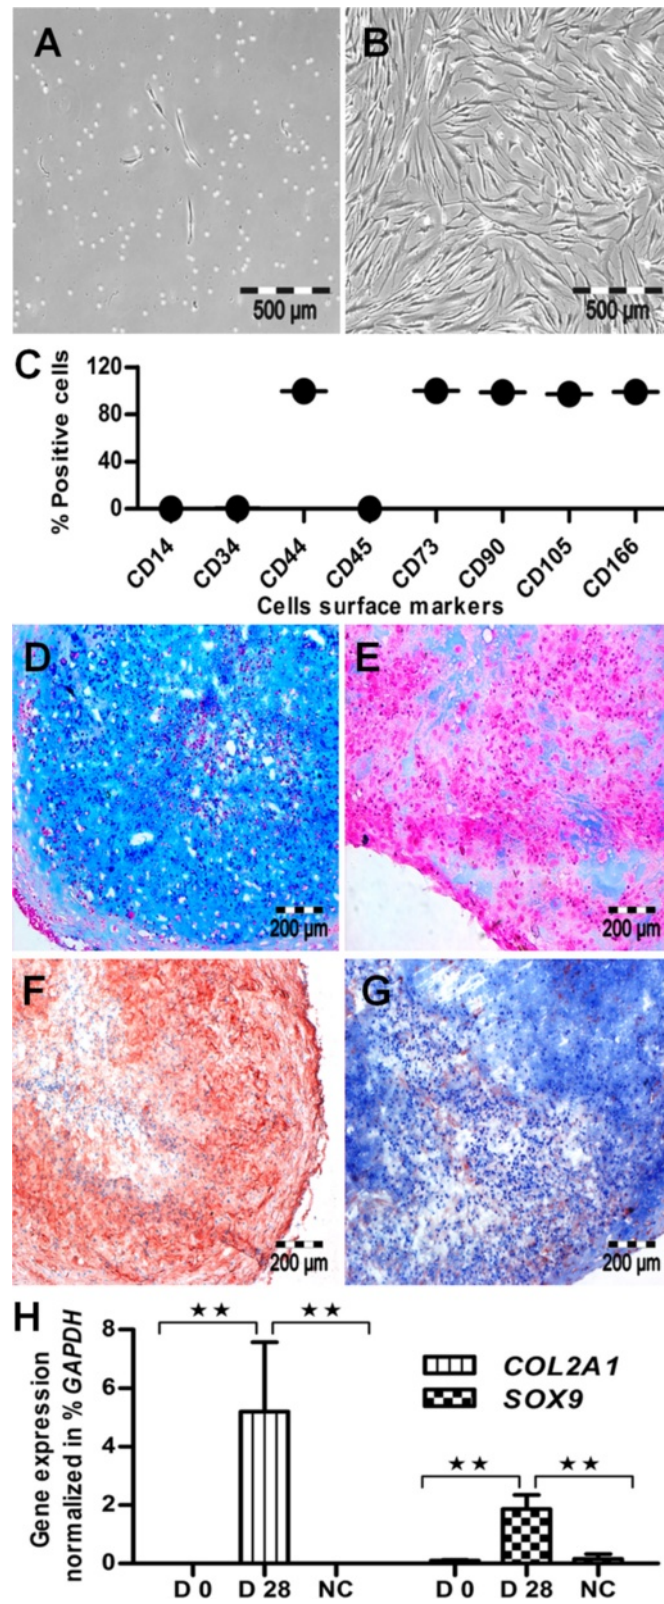 A
B
500 µm
500 µm
C
% Positive cells
120
80
40
0
CD14
CD34
CD44
CD45
CD73
CD90
CD105
CD166
Cells surface markers
D
E
200 µm
200 µm
F
G
200 µm
200 µm
H
Gene expression
normalized in % GAPDH
8
6
4
2
0
★★
★★
★★
★★
COL2A1
SOX9
D 0
D 28
NC
D 0
D 28
NC